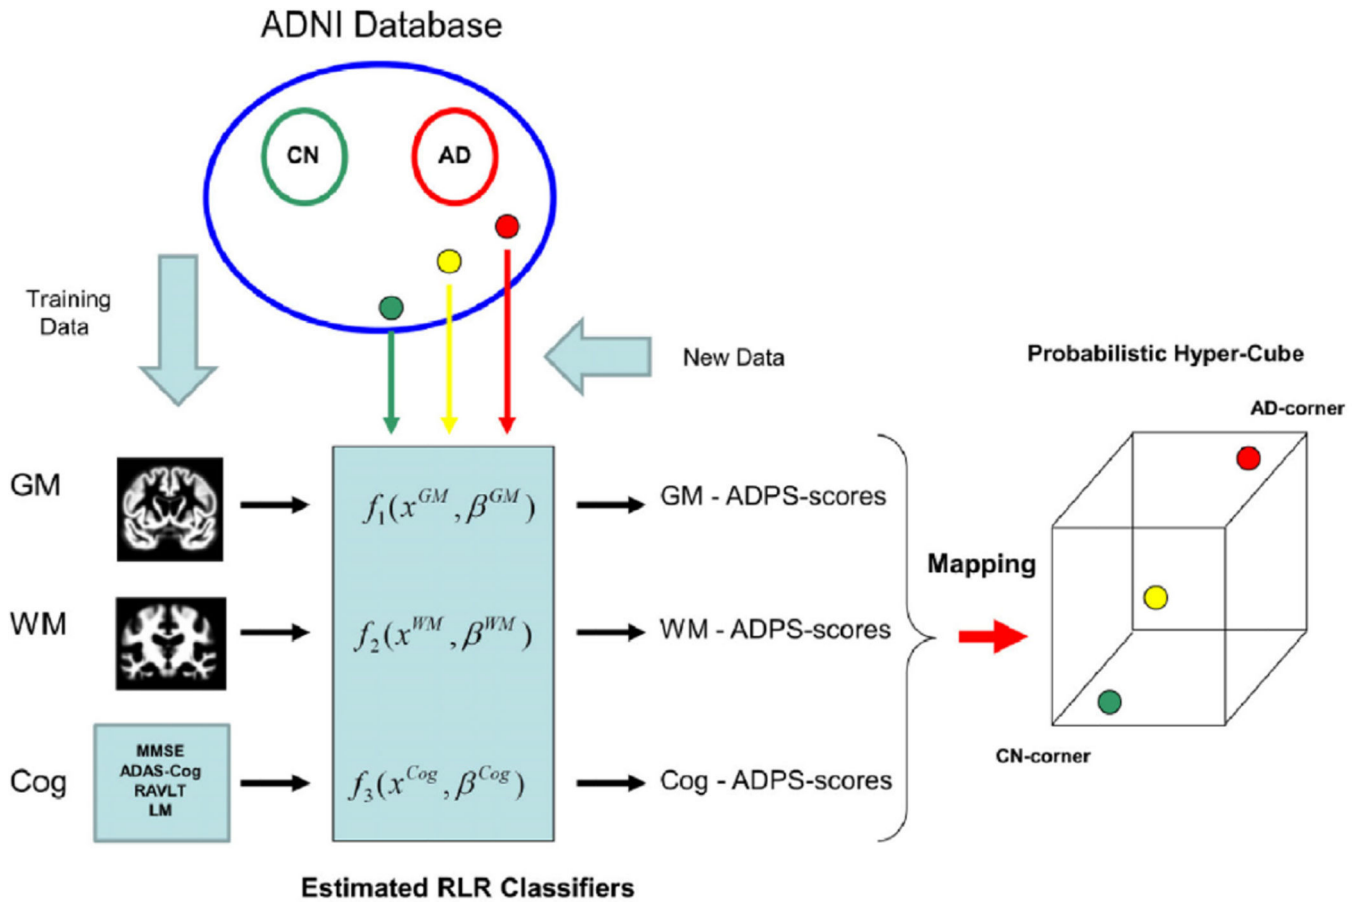 ADNI Database
CN
AD
Training
Data
New Data
Probabilistic Hyper-Cube
AD-corner
GM
f₁(x^GM, β^GM)
GM - ADPS-scores
Mapping
WM
f₂(x^WM, β^WM)
WM - ADPS-scores
CN-corner
Cog
MMSE
ADAS-Cog
RAVLT
LM
f₃(x^Cog, β^Cog)
Cog - ADPS-scores
Estimated RLR Classifiers